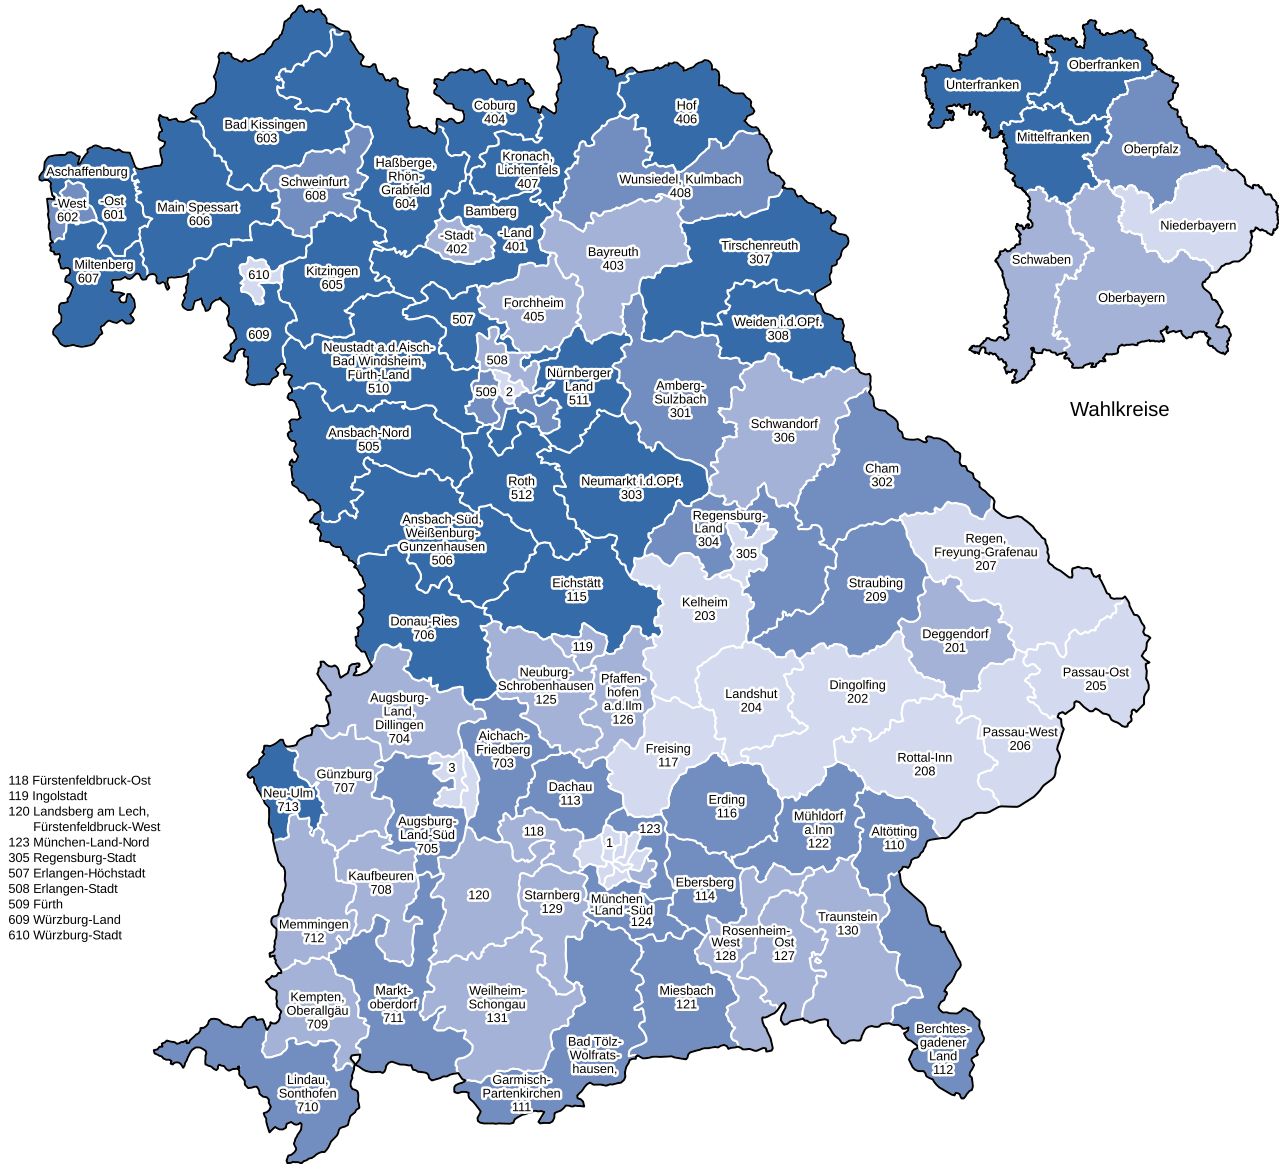 Coburg
404
Hof
406
Bad Kissingen
603
Haßberge,
Rhön-
Grabfeld
604
Kronach,
Lichtenfels
407
Wunsiedel, Kulmbach
408
Aschaffenburg
-West
602
-Ost
601
Schweinfurt
608
Main Spessart
606
Bamberg
-Stadt
402
-Land
401
Miltenberg
607
610
Kitzingen
605
Bayreuth
403
Tirschenreuth
307
Forchheim
405
507
609
Weiden i.d.OPf.
308
Neustadt a.d.Aisch-
Bad Windsheim,
Fürth-Land
510
508
509
2
Nürnberger
Land
511
Amberg-
Sulzbach
301
Schwandorf
306
Ansbach-Nord
505
Cham
302
Roth
512
Neumarkt i.d.OPf.
303
Ansbach-Süd,
Weißenburg-
Gunzenhausen
506
Regensburg-
Land
304
305
Regen,
Freyung-Grafenau
207
Eichstätt
115
Straubing
209
Kelheim
203
Donau-Ries
706
Deggendorf
201
119
Neuburg-
Schrobenhausen
125
Pfaffen-
hofen
a.d.Ilm
126
Passau-Ost
205
Landshut
204
Dingolfing
202
Augsburg-
Land,
Dillingen
704
Aichach-
Friedberg
703
Passau-West
206
Freising
117
Rottal-Inn
208
3
Günzburg
707
Neu-Ulm
713
Dachau
113
Erding
116
Augsburg-
Land-Süd
705
118
123
Mühldorf
a.Inn
122
Altötting
110
1
Kaufbeuren
708
120
Starnberg
129
Ebersberg
114
München
-Land -Süd
124
Memmingen
712
Rosenheim-
West
128
Ost
127
Traunstein
130
Kempten,
Oberallgäu
709
Markt-
oberdorf
711
Weilheim-
Schongau
131
Miesbach
121
Bad Tölz-
Wolfrats-
hausen,
Garmisch-
Partenkirchen
111
Berchtes-
gadener
Land
112
Lindau,
Sonthofen
710
Unterfranken
Oberfranken
Mittelfranken
Oberpfalz
Niederbayern
Schwaben
Oberbayern
Wahlkreise
118 Fürstenfeldbruck-Ost
119 Ingolstadt
120 Landsberg am Lech,
Fürstenfeldbruck-West
123 München-Land-Nord
305 Regensburg-Stadt
507 Erlangen-Höchstadt
508 Erlangen-Stadt
509 Fürth
609 Würzburg-Land
610 Würzburg-Stadt